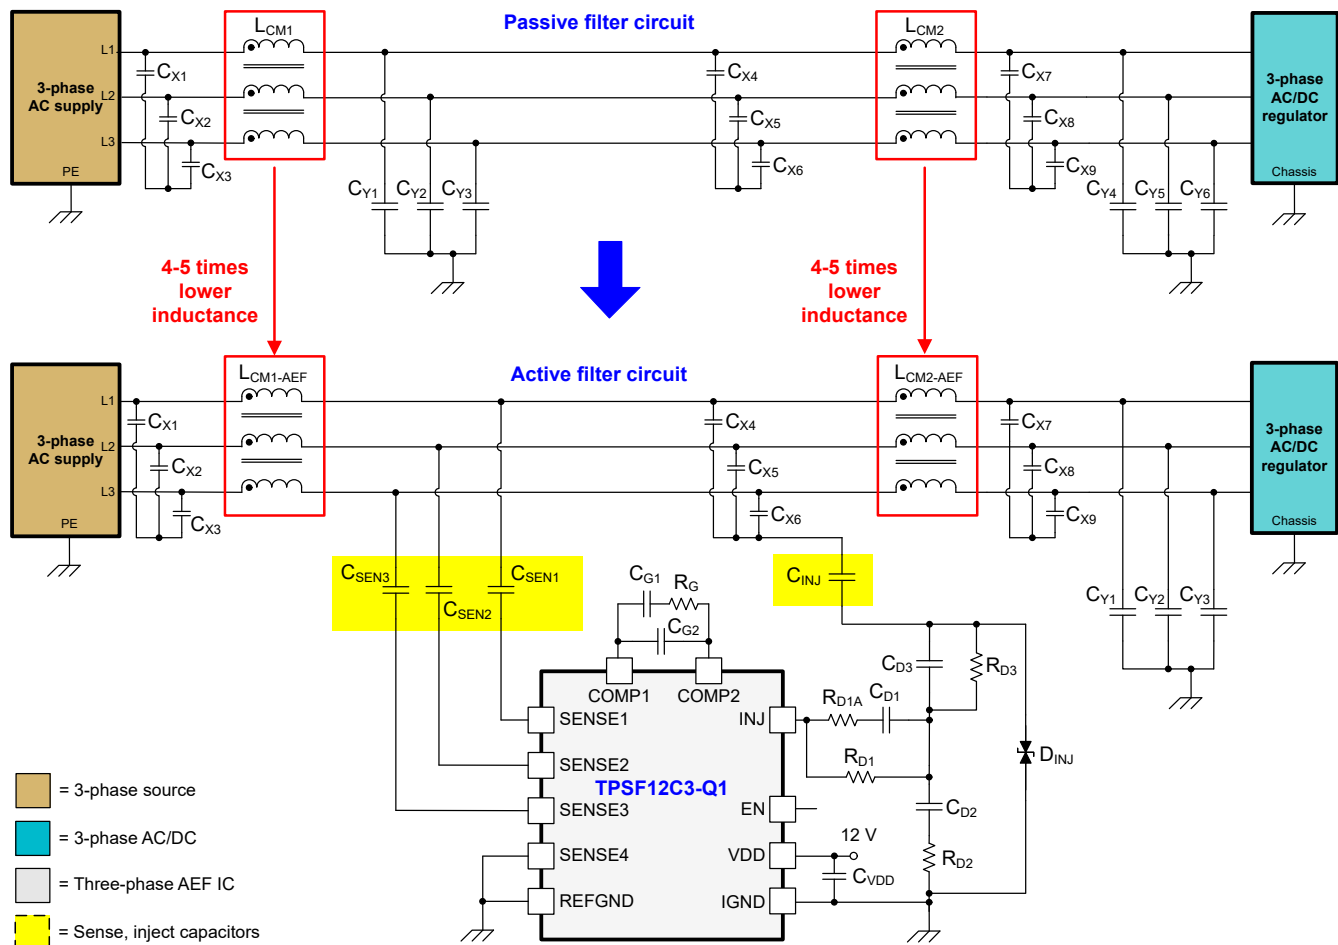 Passive filter circuit
L1
L2
L3
3-phase
AC supply
PE
CX1
CX2
CX3
LCM1
CY1
CY2
CY3
CX4
CX5
CX6
LCM2
CX7
CX8
CX9
CY4
CY5
CY6
3-phase
AC/DC
regulator
Chassis
4-5 times
lower
inductance
4-5 times
lower
inductance
Active filter circuit
L1
L2
L3
3-phase
AC supply
PE
CX1
CX2
CX3
LCM1-AEF
CX4
CX5
CX6
LCM2-AEF
CX7
CX8
CX9
3-phase
AC/DC
regulator
Chassis
CSEN3
CSEN2
CSEN1
CINJ
CY1
CY2
CY3
CG1
RG
CG2
COMP1
COMP2
SENSE1
SENSE2
SENSE3
SENSE4
REFGND
TPSF12C3-Q1
INJ
EN
VDD
IGND
RD1A
CD1
RD1
CD3
RD3
CD2
RD2
DINJ
12 V
CVDD
= 3-phase source
= 3-phase AC/DC
= Three-phase AEF IC
= Sense, inject capacitors